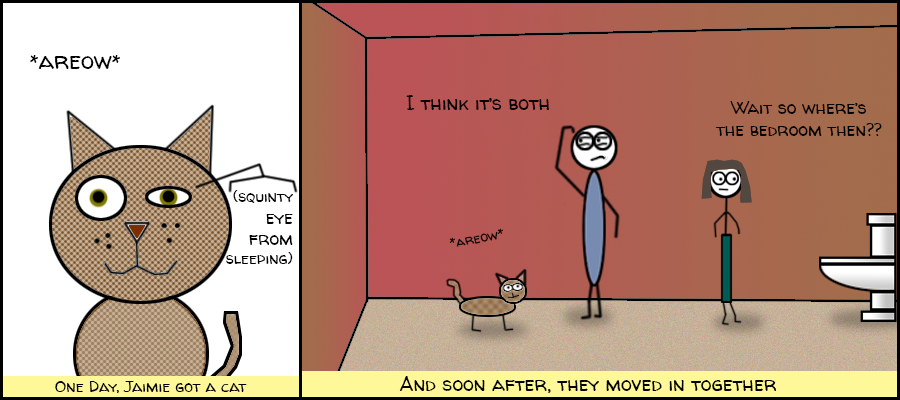 *AREOW*
(SQUINTY
EYE
FROM
SLEEPING)
ONE DAY, JAIMIE GOT A CAT
I THINK IT'S BOTH
WAIT SO WHERE'S
THE BEDROOM THEN??
*AREOW*
AND SOON AFTER, THEY MOVED IN TOGETHER